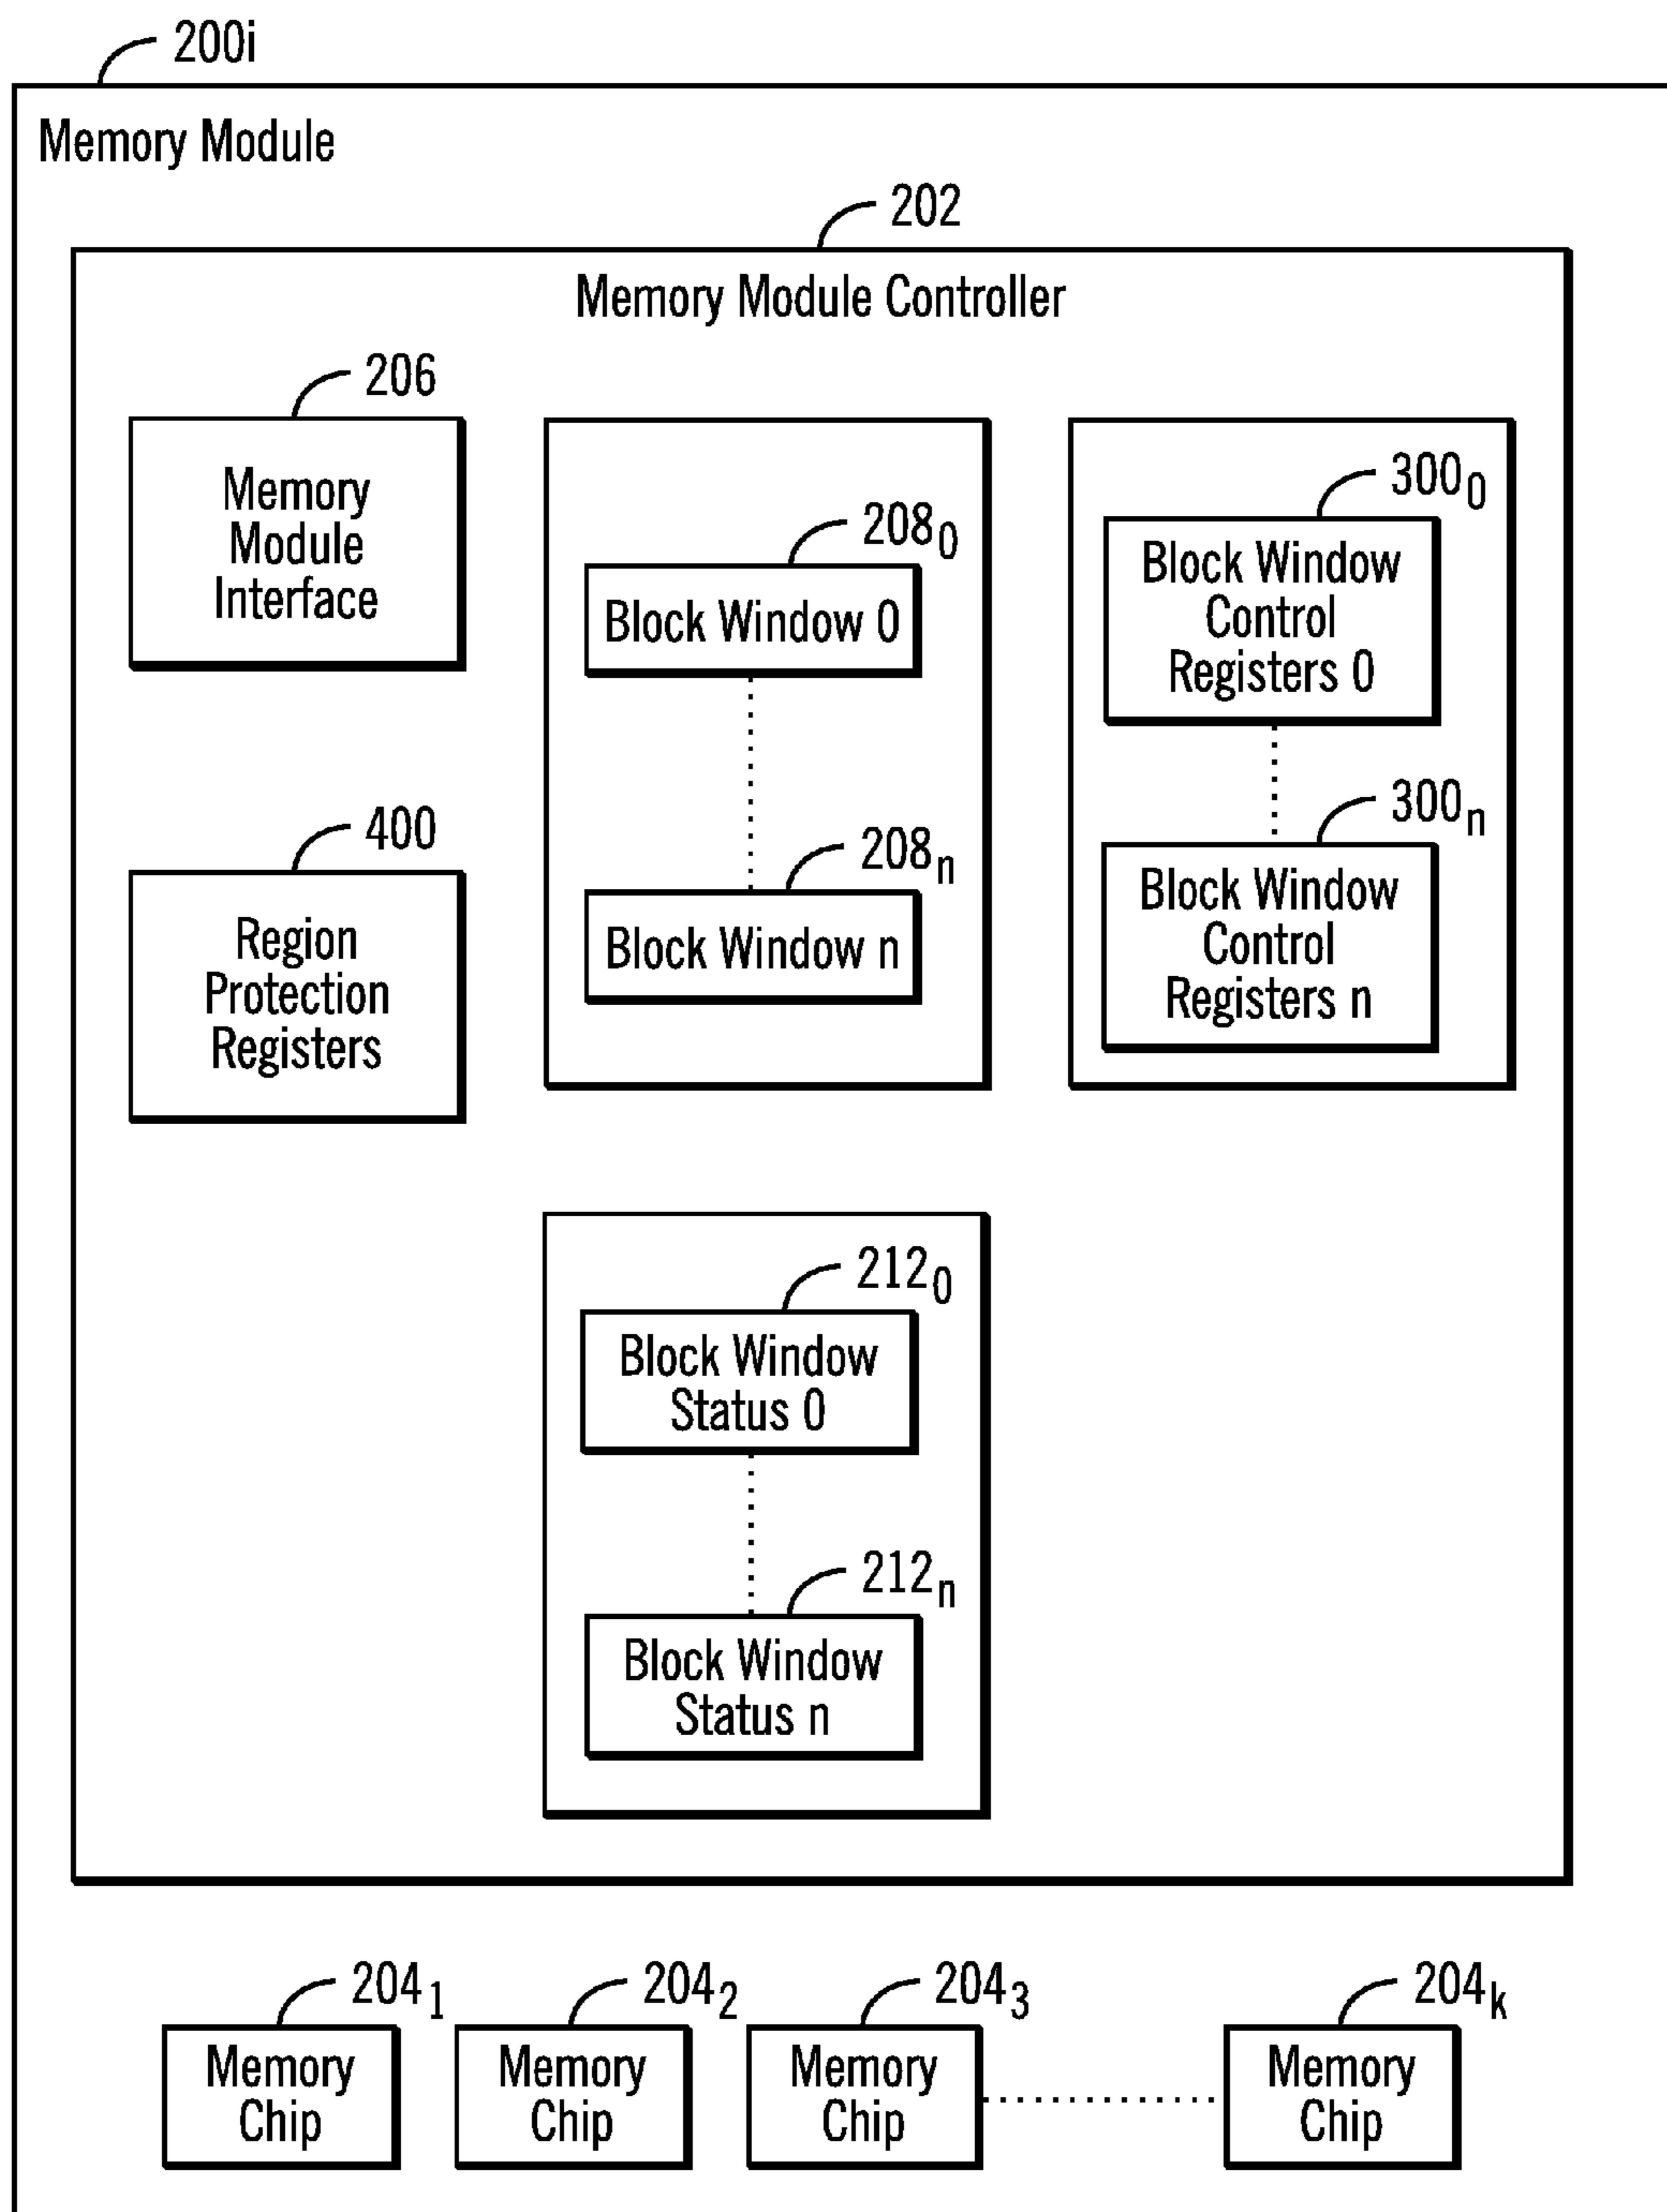 200i
Memory Module
202
Memory Module Controller
206
Memory
Module
Interface
208₀
Block Window 0
208ₙ
Block Window n
300₀
Block Window
Control
Registers 0
300ₙ
Block Window
Control
Registers n
400
Region
Protection
Registers
212₀
Block Window
Status 0
212ₙ
Block Window
Status n
204₁
Memory
Chip
204₂
Memory
Chip
204₃
Memory
Chip
204ₖ
Memory
Chip